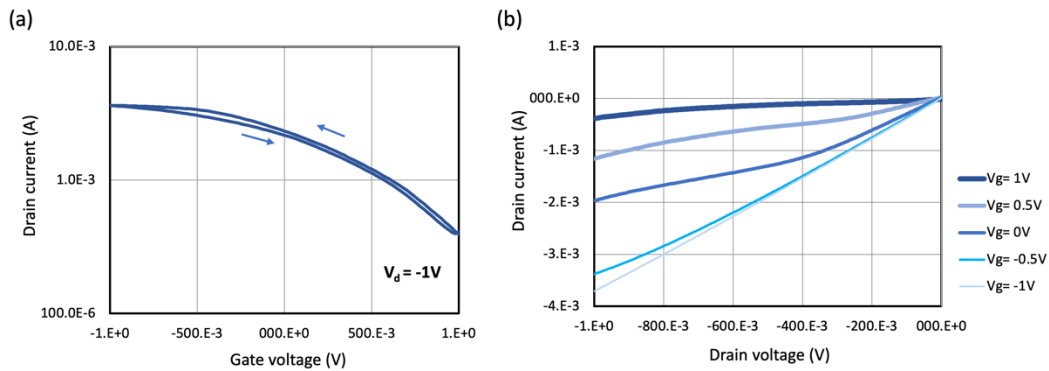 (a)
10.0E-3
1.0E-3
100.0E-6
Drain current (A)
V_d = -1V
-1.E+0
-500.E-3
000.E+0
500.E-3
1.E+0
Gate voltage (V)
(b)
1.E-3
000.E+0
-1.E-3
-2.E-3
-3.E-3
-4.E-3
Drain current (A)
-1.E+0
-800.E-3
-600.E-3
-400.E-3
-200.E-3
000.E+0
Drain voltage (V)
Vg= 1V
Vg= 0.5V
Vg= 0V
Vg= -0.5V
Vg= -1V